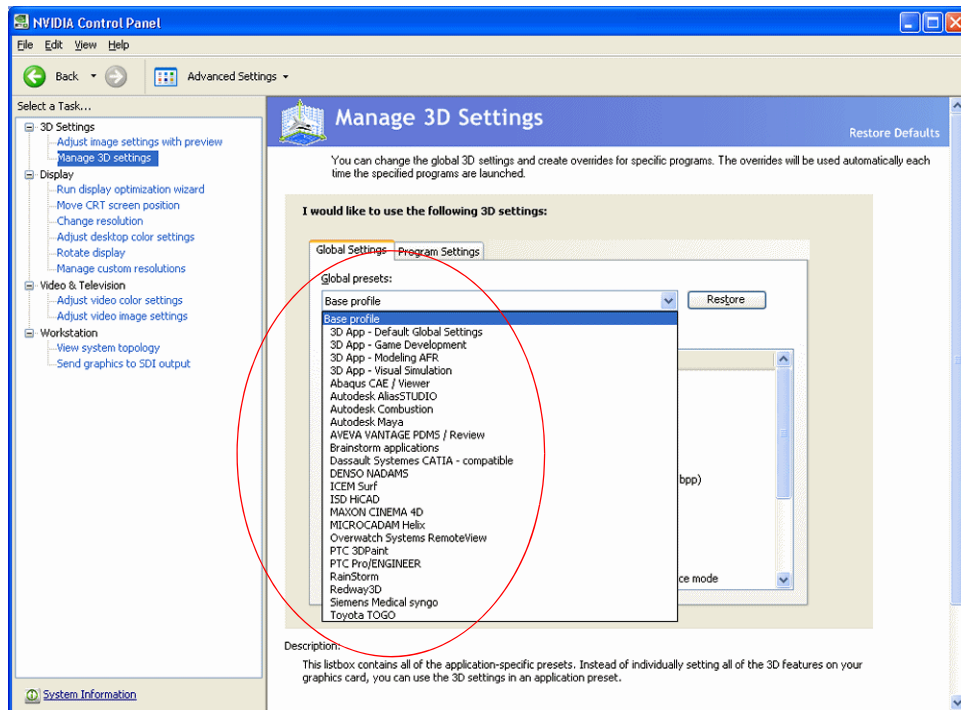 NVIDIA Control Panel
File Edit View Help
Back Advanced Settings
Select a Task...
3D Settings
Adjust image settings with preview
Manage 3D settings
Display
Run display optimization wizard
Move CRT screen position
Change resolution
Adjust desktop color settings
Rotate display
Manage custom resolutions
Video & Television
Adjust video color settings
Adjust video image settings
Workstation
View system topology
Send graphics to SDI output
System Information
Manage 3D Settings
Restore Defaults
You can change the global 3D settings and create overrides for specific programs. The overrides will be used automatically each
time the specified programs are launched.
I would like to use the following 3D settings:
Global Settings Program Settings
Global presets:
Base profile Restore
Base profile
3D App - Default Global Settings
3D App - Game Development
3D App - Modeling AFR
3D App - Visual Simulation
Abaqus CAE / Viewer
Autodesk AliasSTUDIO
Autodesk Combustion
Autodesk Maya
AVEVA VANTAGE PDMS / Review
Brainstorm applications
Dassault Systemes CATIA - compatible
DENSO NADAMS
bpp)
ICEM Surf
ISD HiCAD
MAXON CINEMA 4D
MICROCADAM Helix
Overwatch Systems RemoteView
PTC 3DPaint
PTC Pro/ENGINEER
RainStorm
ce mode
Redway3D
Siemens Medical syngo
Toyota TOGO
Description:
This listbox contains all of the application-specific presets. Instead of individually setting all of the 3D features on your
graphics card, you can use the 3D settings in an application preset.